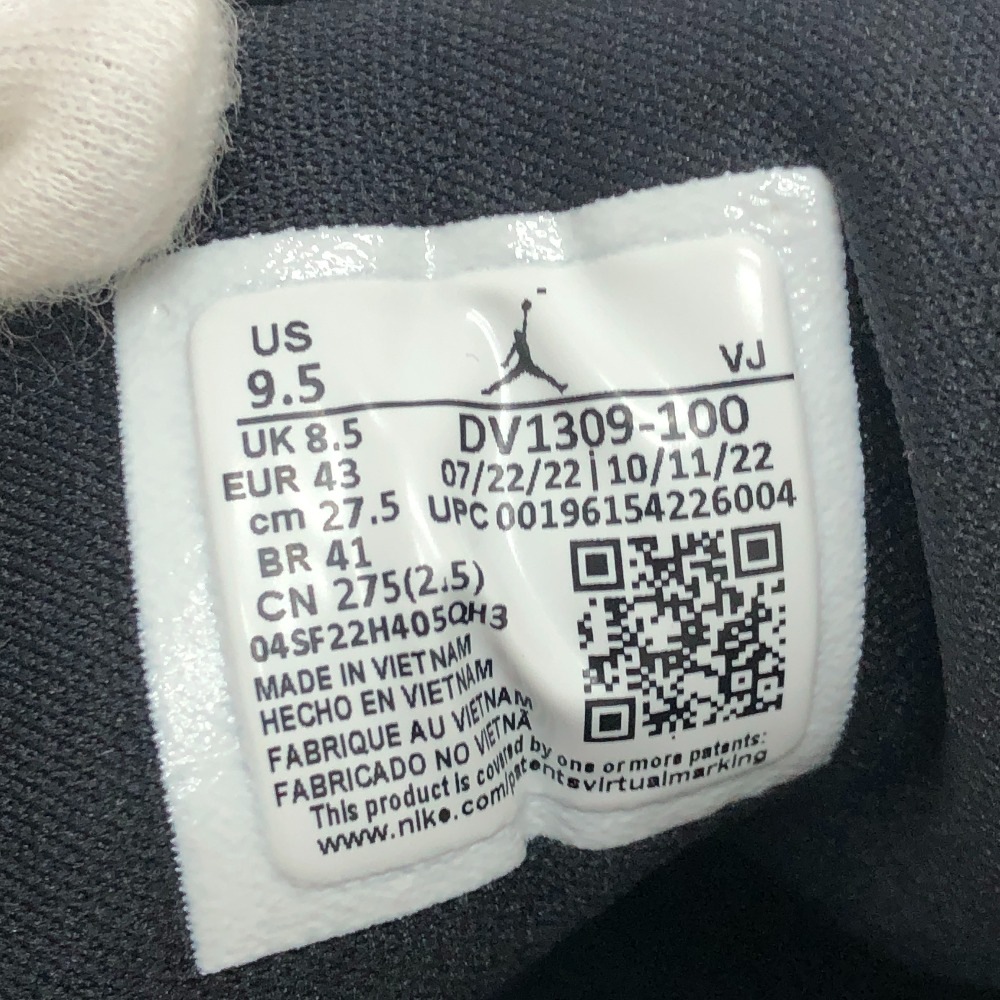 US
9.5
VJ
UK 8.5
EUR 43
cm 27.5
BR 41
CN 275(2.5)
DV1309-100
07/22/22 | 10/11/22
UPC 00196154226004
04SF22H405QH3
MADE IN VIETNAM
HECHO EN VIETNAM
FABRIQUE AU VIETNAM
FABRICADO NO VIETNÃ
This product is covered by one or more patents:
www.nike.com/patentsvirtualmarking